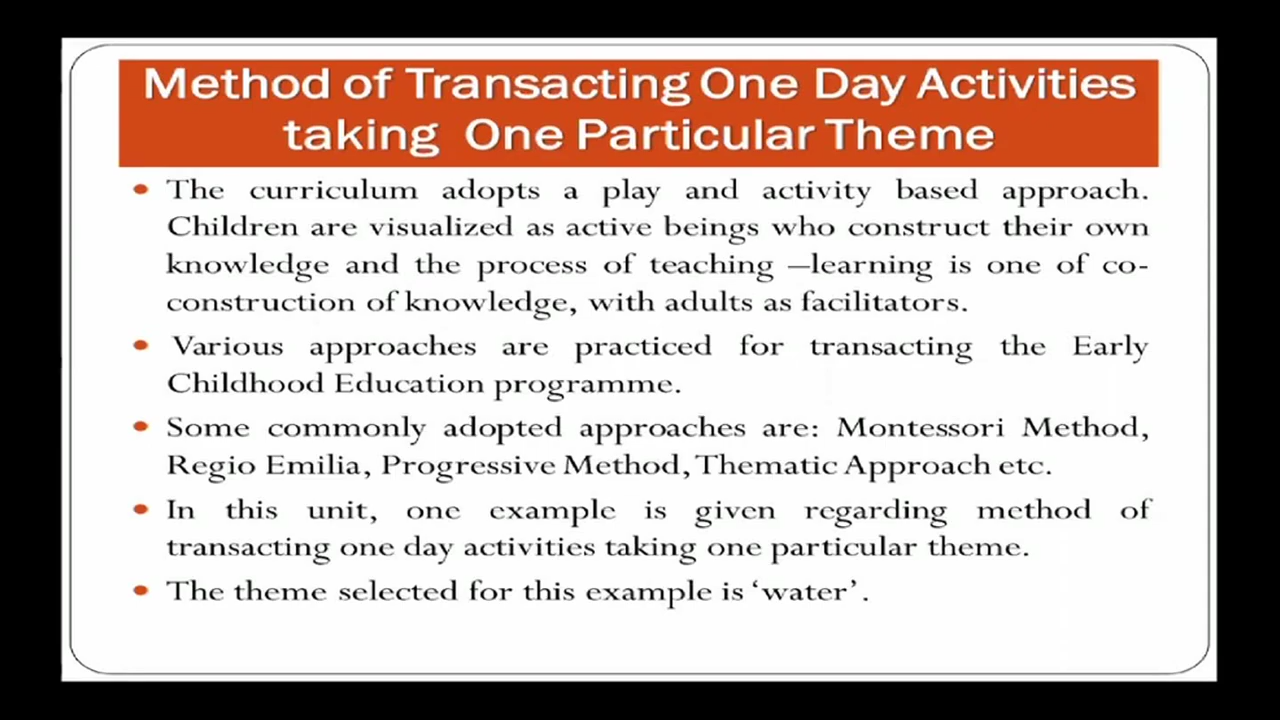 Method of Transacting One Day Activities
taking One Particular Theme
• The curriculum adopts a play and activity based approach.
Children are visualized as active beings who construct their own
knowledge and the process of teaching –learning is one of co-
construction of knowledge, with adults as facilitators.
• Various approaches are practiced for transacting the Early
Childhood Education programme.
• Some commonly adopted approaches are: Montessori Method,
Regio Emilia, Progressive Method, Thematic Approach etc.
• In this unit, one example is given regarding method of
transacting one day activities taking one particular theme.
• The theme selected for this example is ‘water’.